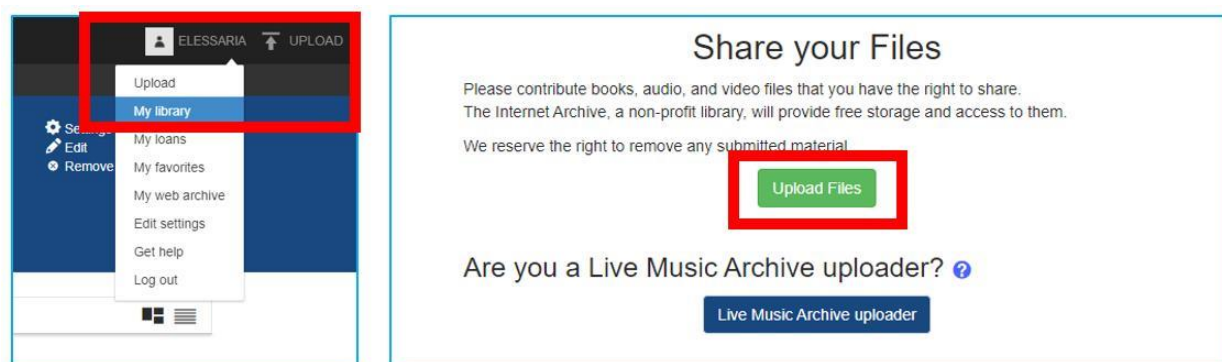 ELESSARIA UPLOAD
Upload
My library
Settings
Edit
Remove
My loans
My favorites
My web archive
Edit settings
Get help
Log out
Share your Files
Please contribute books, audio, and video files that you have the right to share.
The Internet Archive, a non-profit library, will provide free storage and access to them.
We reserve the right to remove any submitted material
Upload Files
Are you a Live Music Archive uploader? ?
Live Music Archive uploader